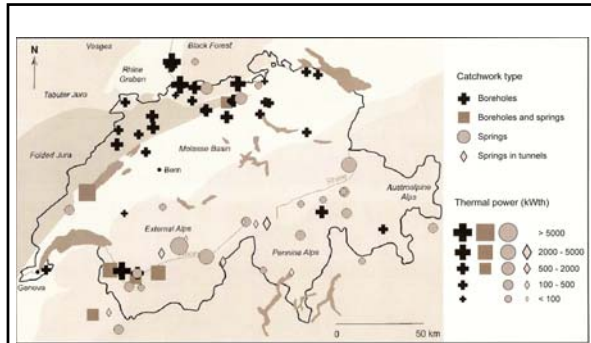 Vosges
Black Forest
N
Rhine
Graben
Tabular Jura
Folded Jura
Molasse Basin
Bern
External Alps
Pennine Alps
Austroalpine
Alps
Geneva
0
50 km
Catchwork type
Boreholes
Boreholes and springs
Springs
Springs in tunnels
Thermal power (kWth)
> 5000
2000 - 5000
500 - 2000
100 - 500
< 100